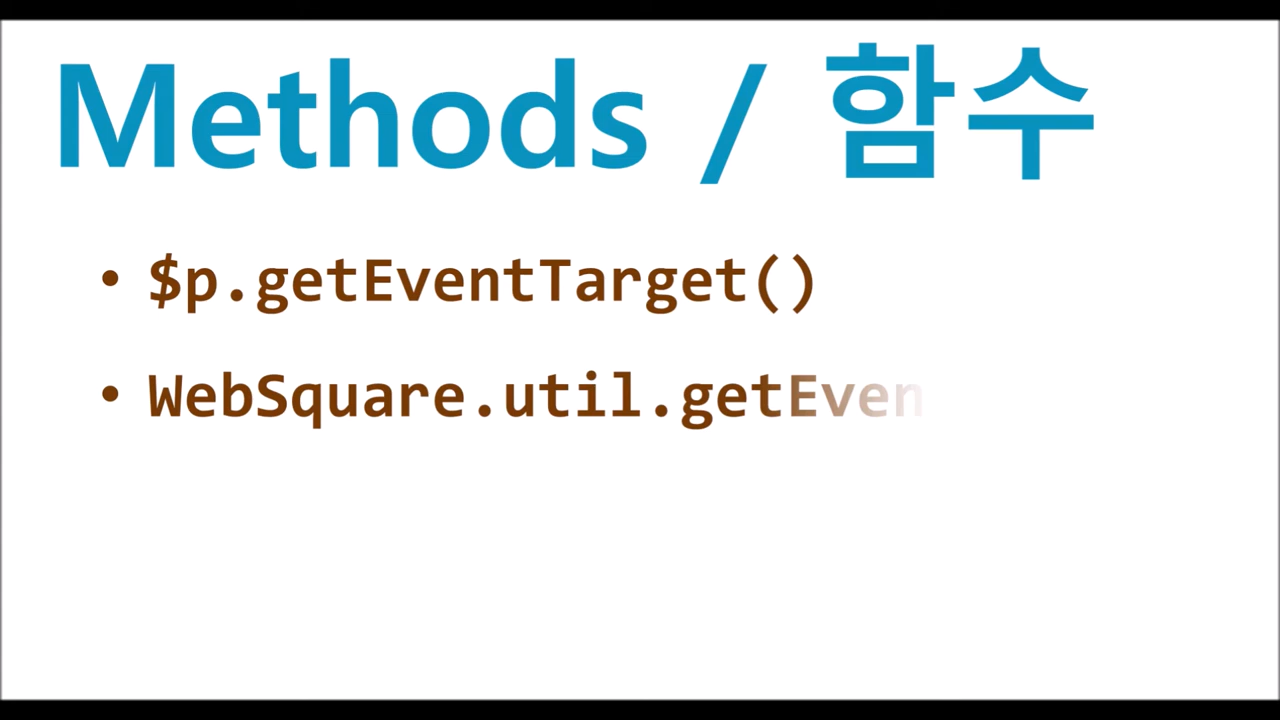 Methods / 함수
• $p.getEventTarget()
• WebSquare.util.getEven